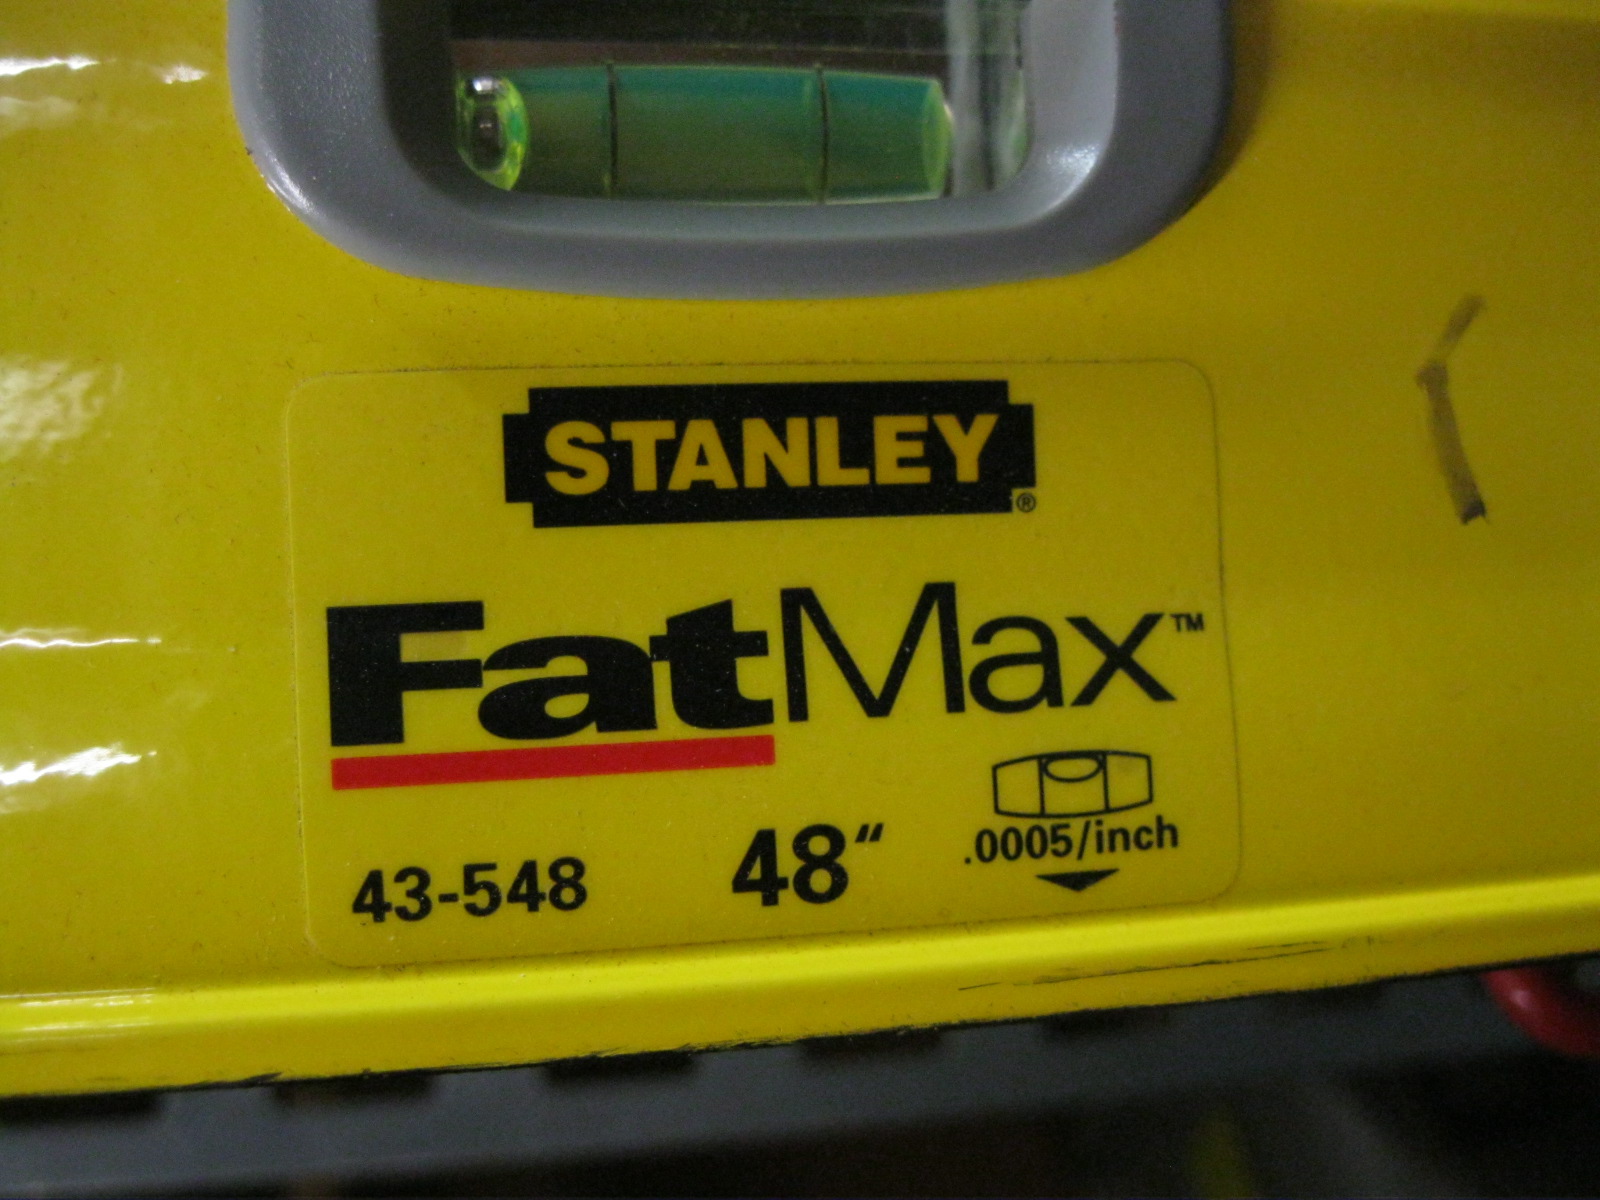 STANLEY®
FatMax™
43-548 48" .0005/inch